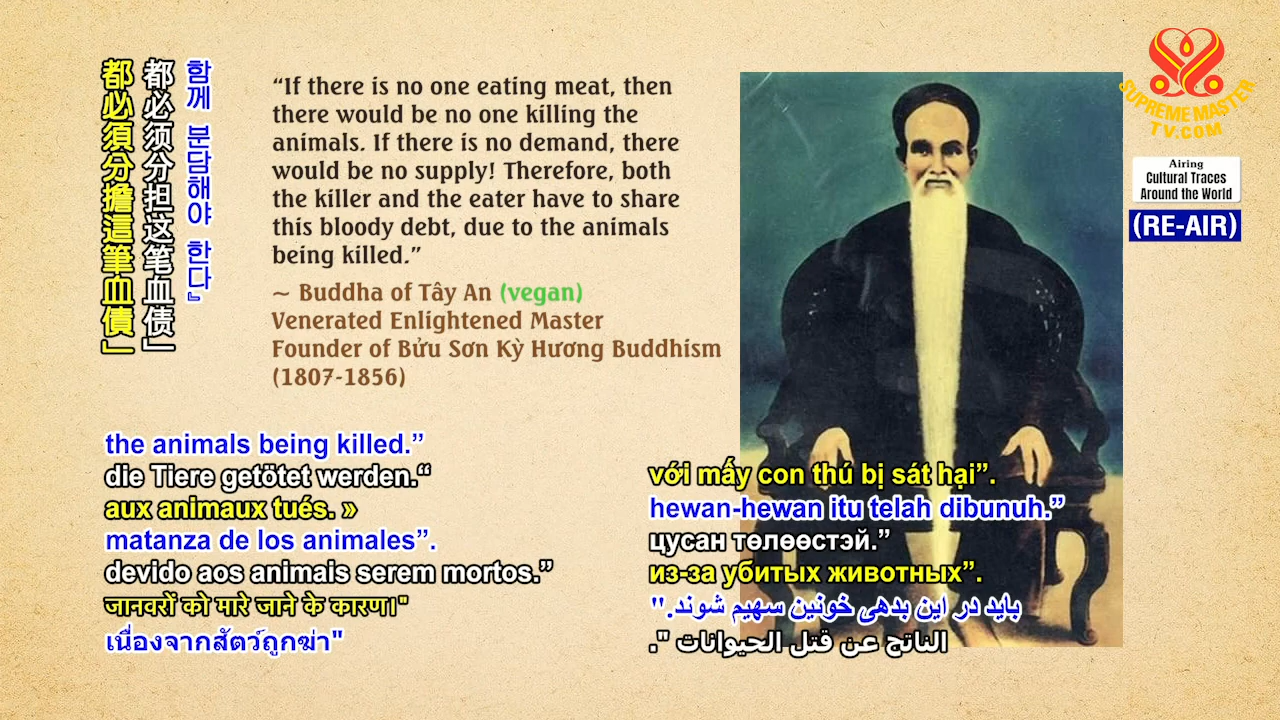 都必須分擔這筆血債」
都必须分担这笔血债」
함께 분담해야 한다』
“If there is no one eating meat, then
there would be no one killing the
animals. If there is no demand, there
would be no supply! Therefore, both
the killer and the eater have to share
this bloody debt, due to the animals
being killed.”
~ Buddha of Tây An (vegan)
Venerated Enlightened Master
Founder of Bửu Sơn Kỳ Hương Buddhism
(1807-1856)
SUPREME MASTER
TV.COM
Airing
Cultural Traces
Around the World
(RE-AIR)
the animals being killed.”
die Tiere getötet werden.“
aux animaux tués. »
matanza de los animales”.
devido aos animais serem mortos.”
जानवरों को मारे जाने के कारण।"
เนื่องจากสัตว์ถูกฆ่า"
với mấy con thú bị sát hại”.
hewan-hewan itu telah dibunuh.”
цусан төлөөстэй.”
из-за убитых животных”.
باید در این بدهی خونین سهیم شوند."
الناتج عن قتل الحيوانات ".